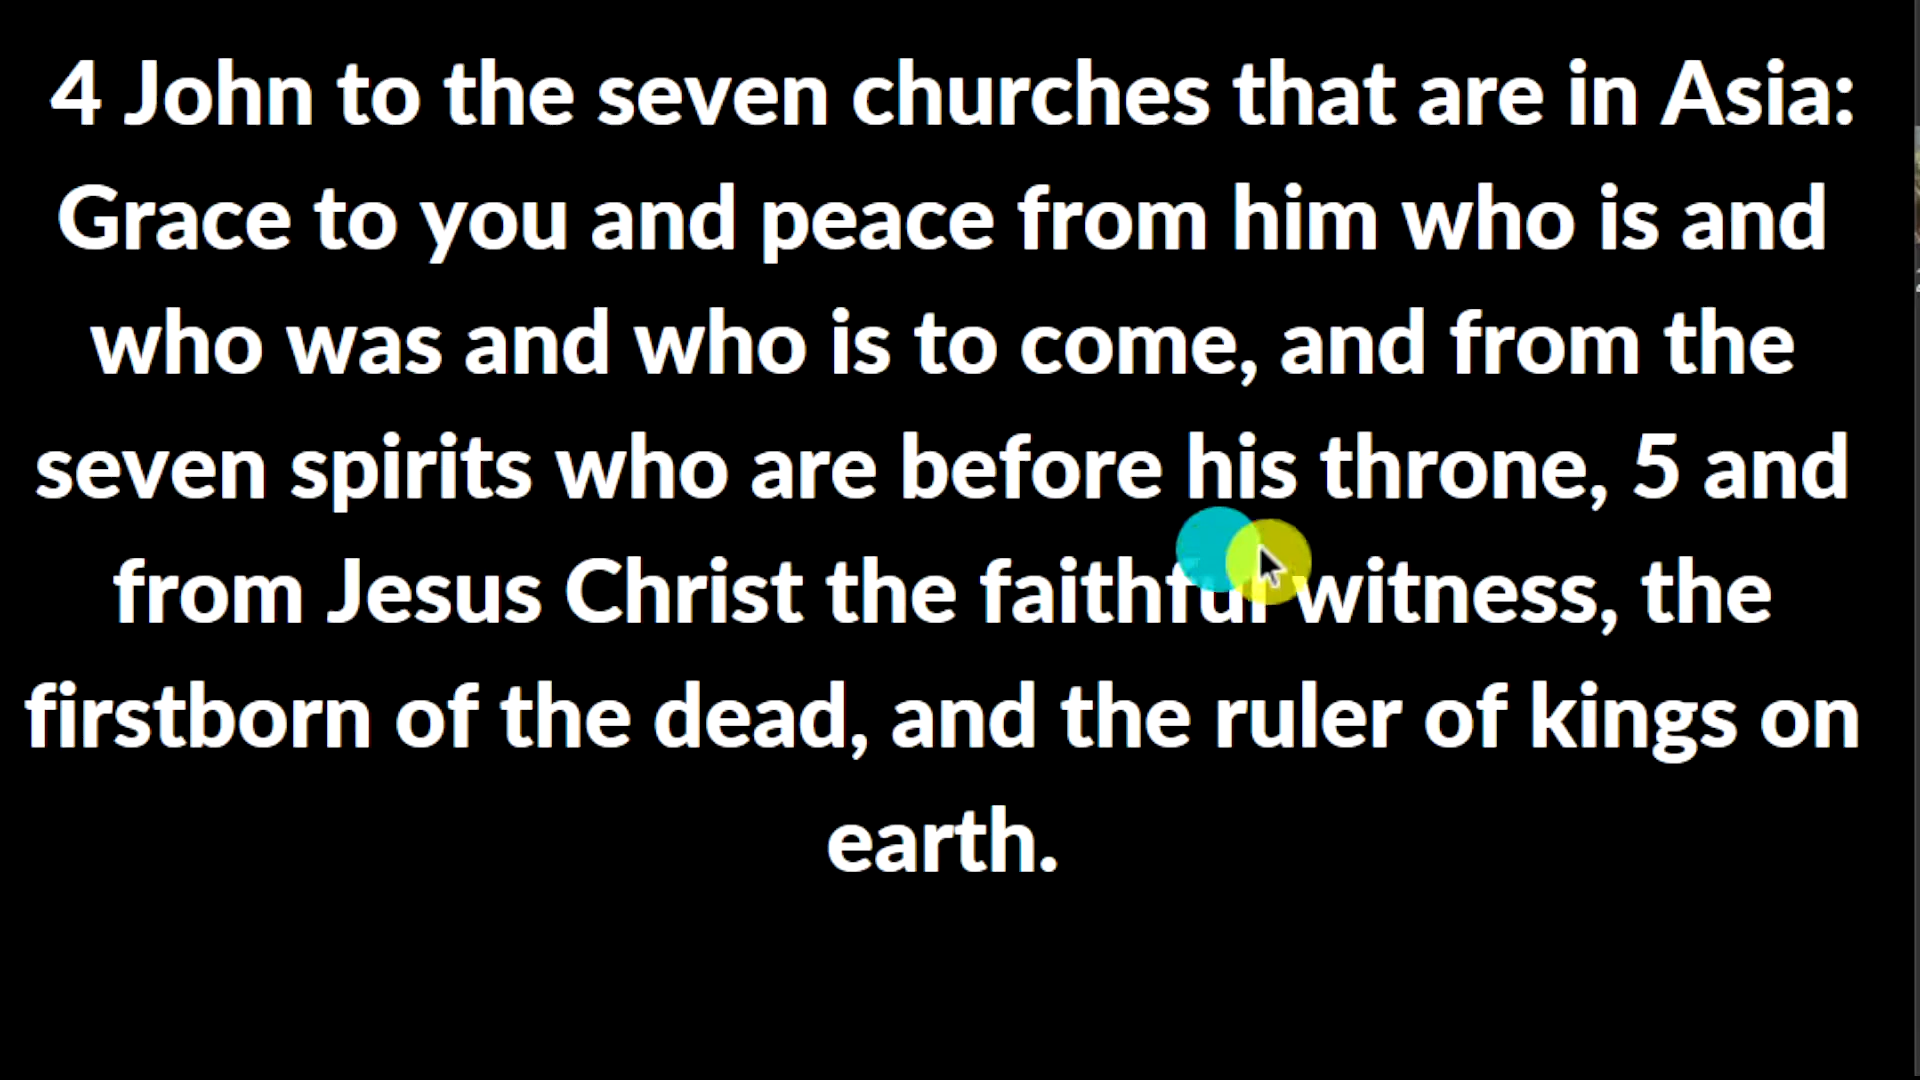 4 John to the seven churches that are in Asia:
Grace to you and peace from him who is and
who was and who is to come, and from the
seven spirits who are before his throne, 5 and
from Jesus Christ the faithful witness, the
firstborn of the dead, and the ruler of kings on
earth.